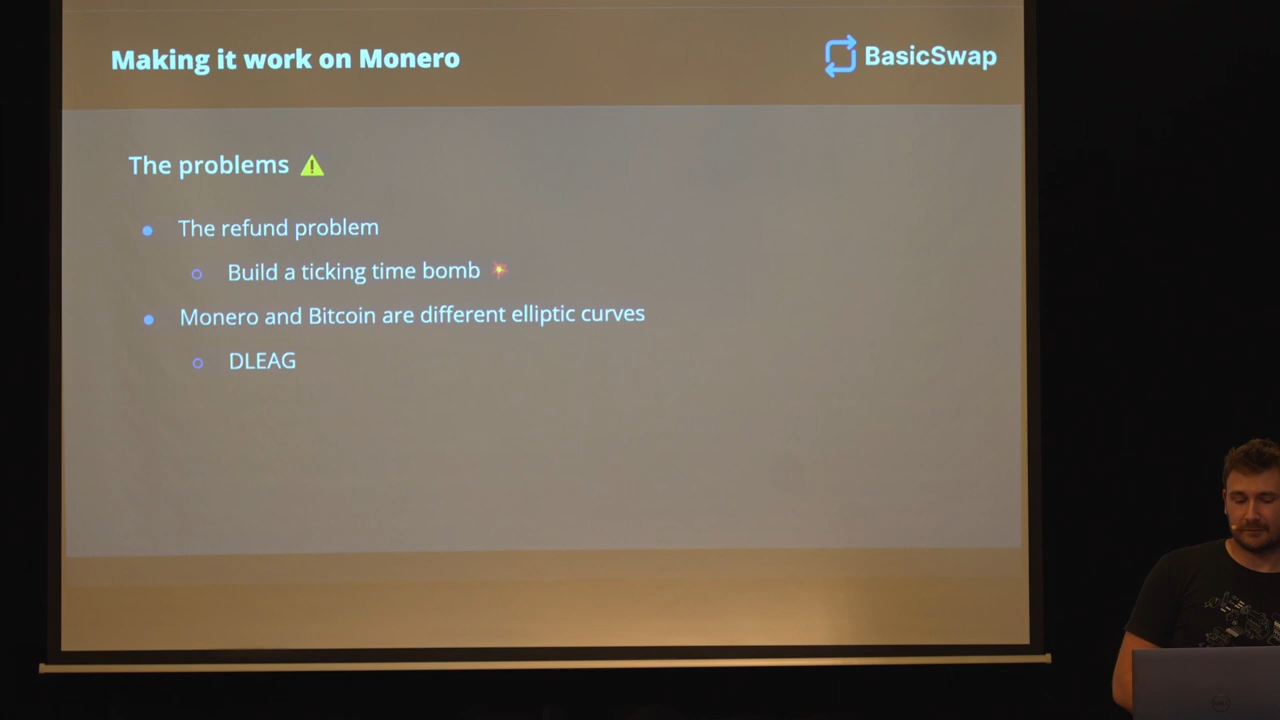 Making it work on Monero
BasicSwap
The problems ⚠️
The refund problem
Build a ticking time bomb 💥
Monero and Bitcoin are different elliptic curves
DLEAG